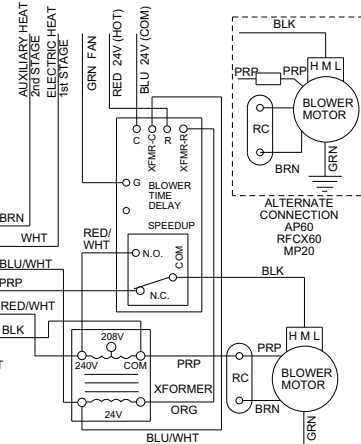 AUXILIARY HEAT
2nd STAGE
ELECTRIC HEAT
1st STAGE
GRN FAN
RED 24V (HOT)
BLU 24V (COM)
BLK
H M L
PRP
PRP
BLOWER
MOTOR
RC
BRN
GRN
ALTERNATE
CONNECTION
AP60
RFCX60
MP20
C
XFMR-C
R
XFMR-R
G
BLOWER
TIME
DELAY
SPEEDUP
RED/
WHT
N.O.
COM
N.C.
BRN
WHT
BLU/WHT
PRP
RED/WHT
BLK
T
208V
240V
COM
XFORMER
24V
PRP
ORG
BLU/WHT
BLK
H M L
PRP
RC
BLOWER
MOTOR
BRN
GRN